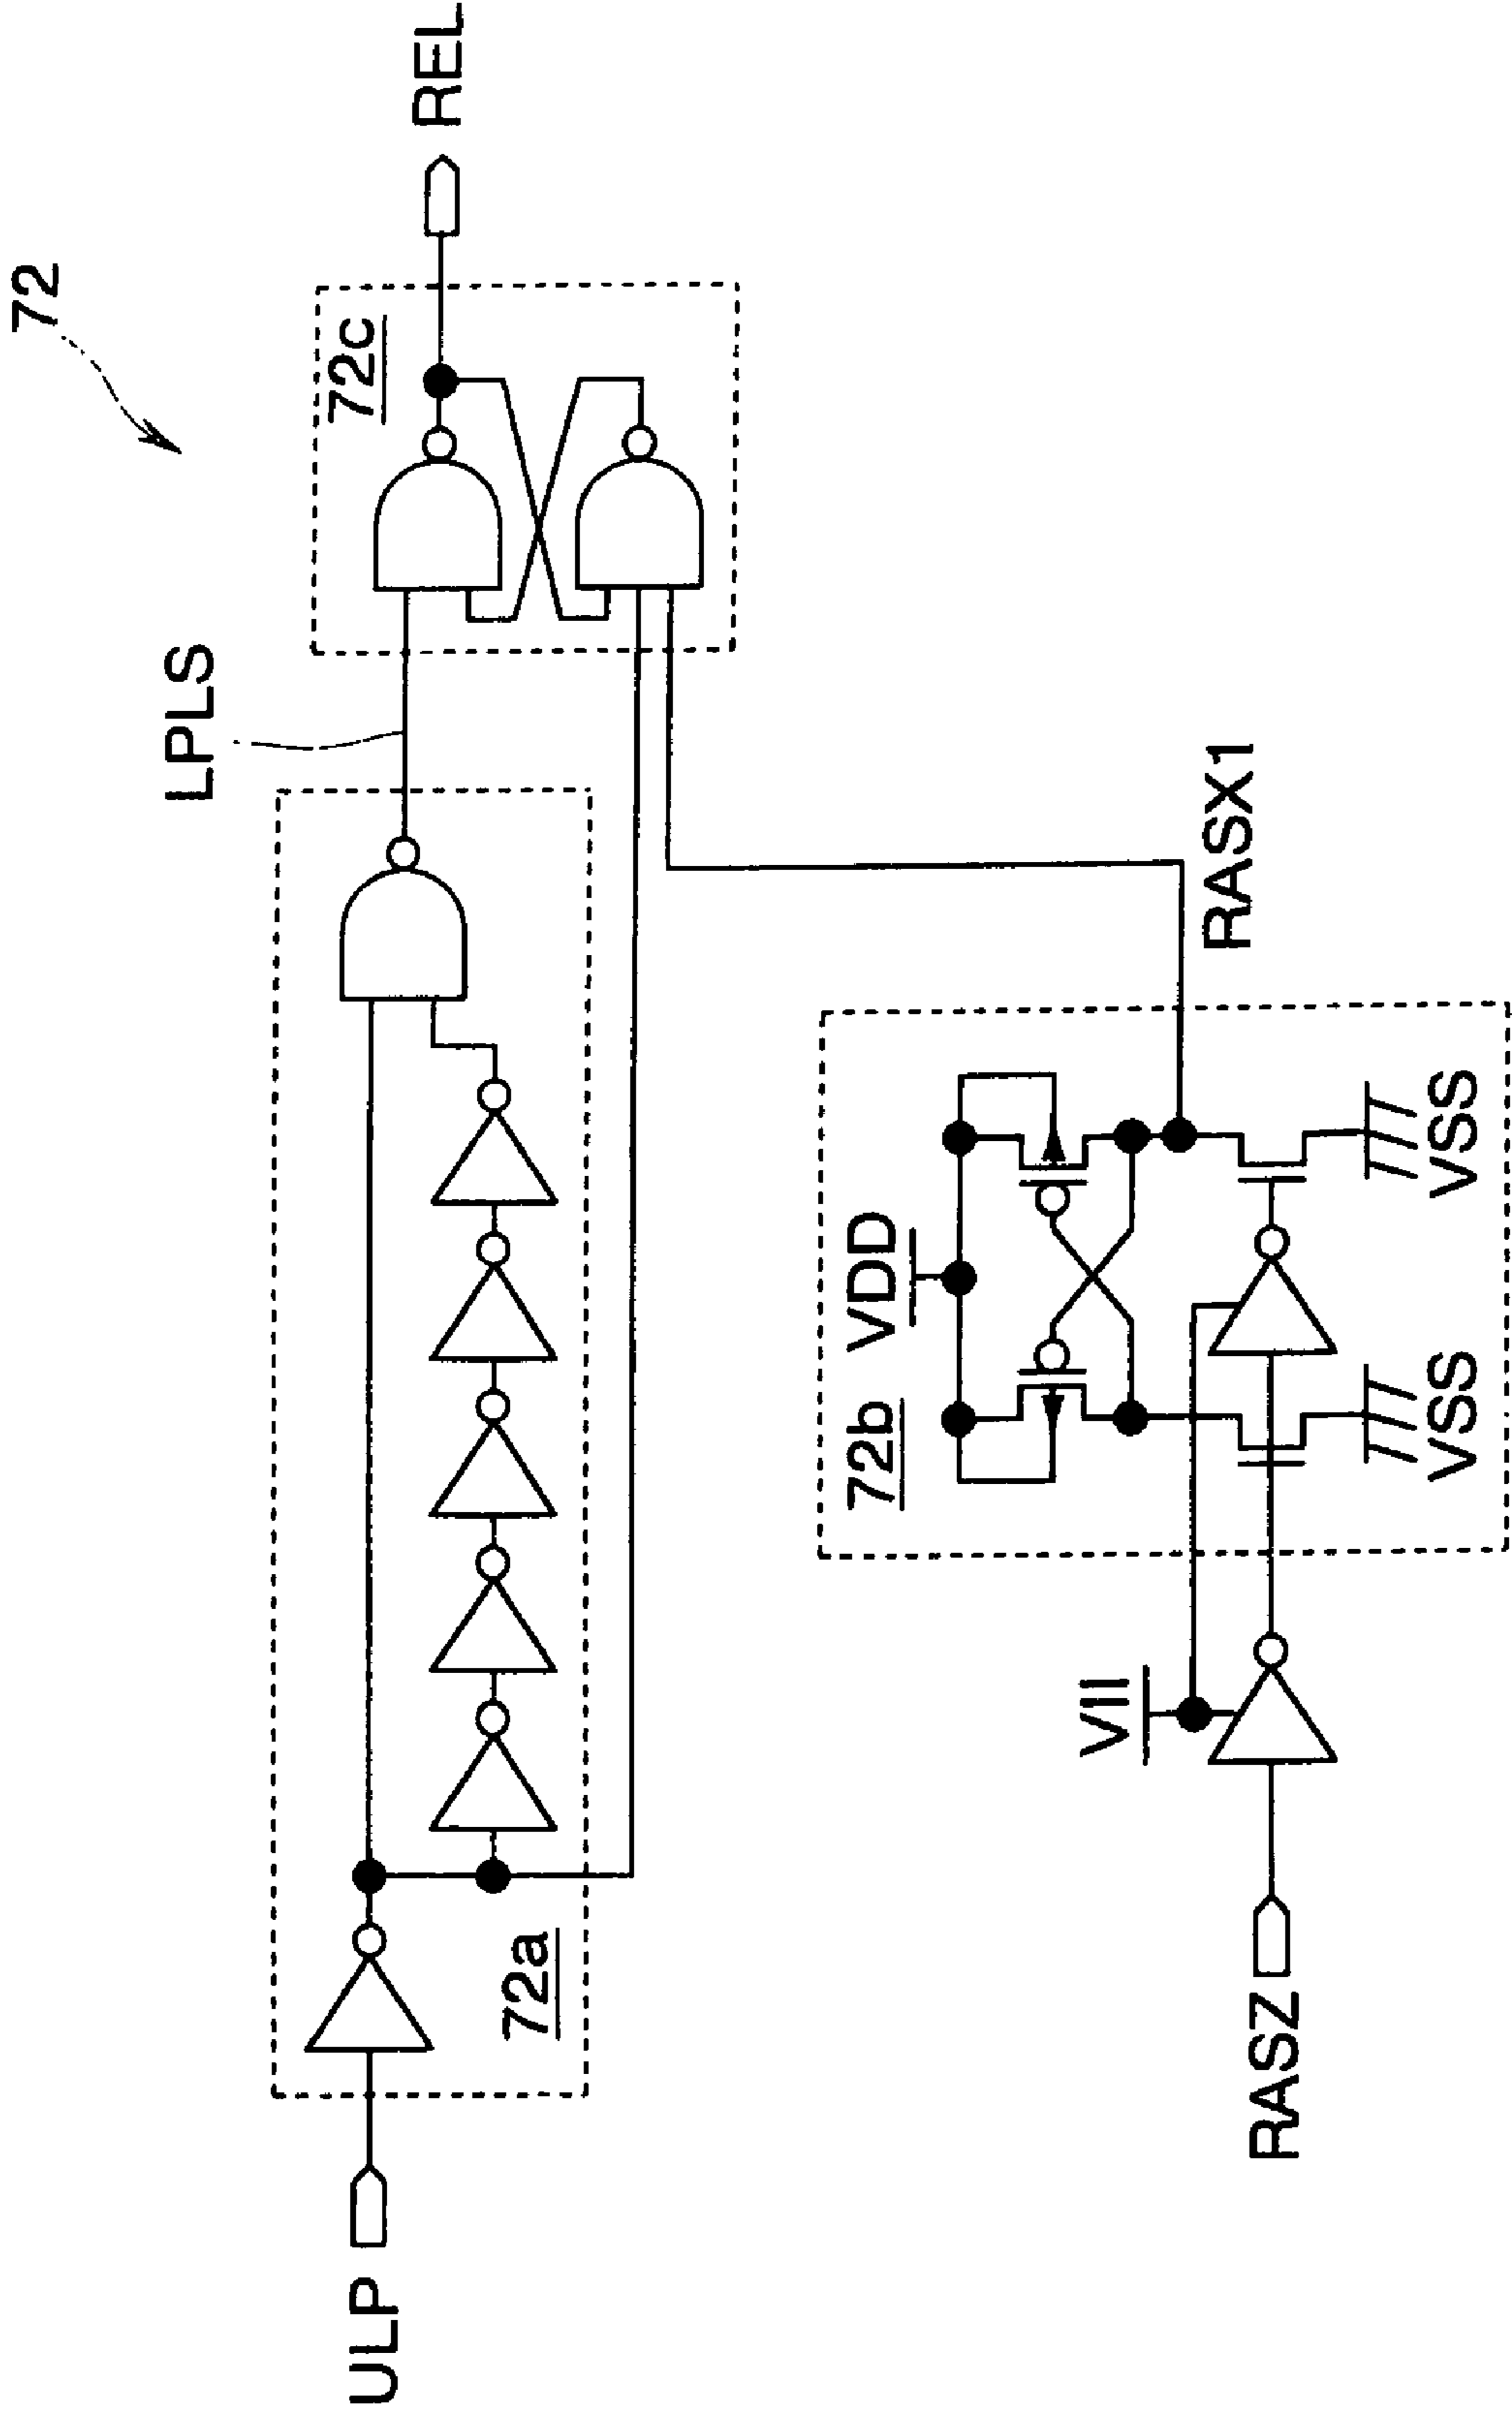 72
ULP
72a
LPLS
72c
REL
72b
VDD
VII
RASX1
RASZ
VSS
VSS